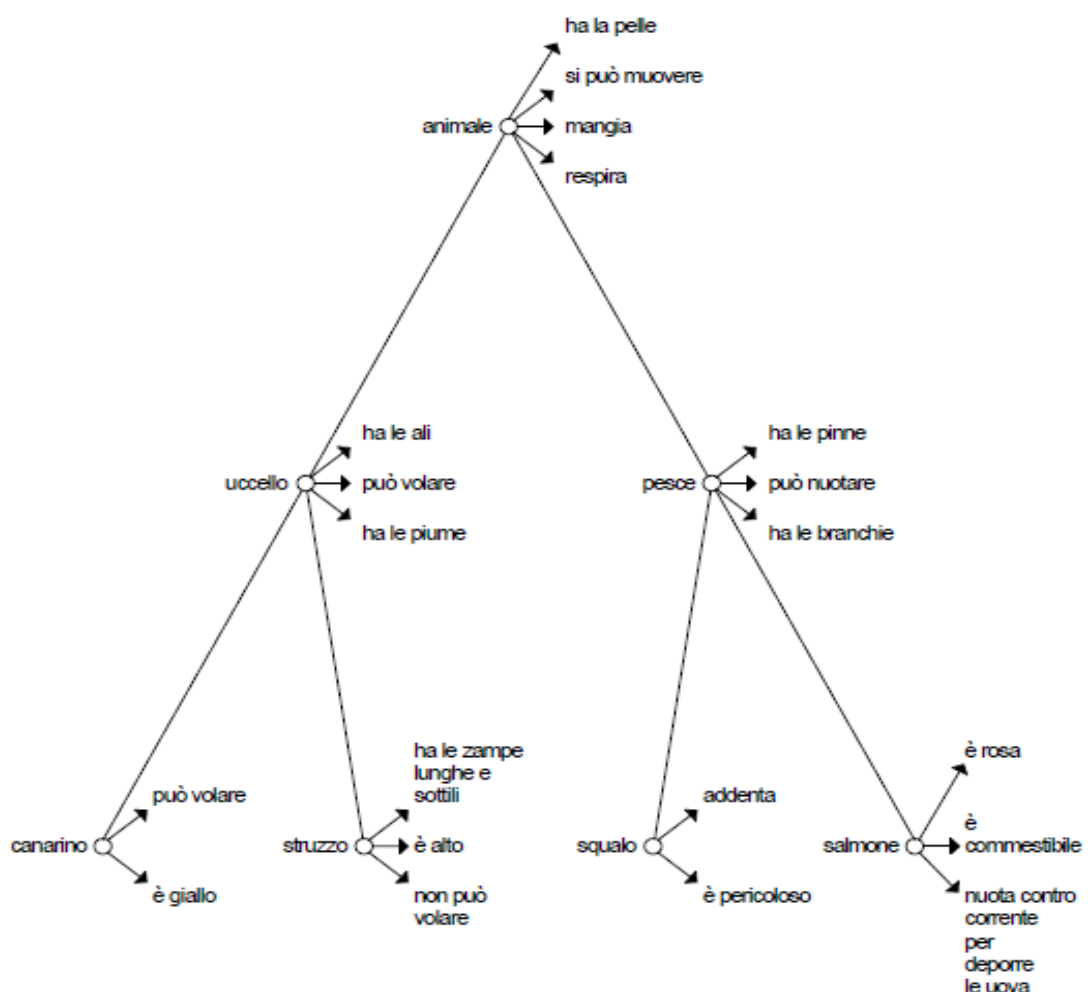 ha la pelle
si può muovere
animale
mangia
respira
ha le ali
uccello
può volare
ha le piume
ha le pinne
pesce
può nuotare
ha le branchie
può volare
canarino
è giallo
ha le zampe
lunghe e
sottili
struzzo
è alto
non può
volare
addenta
squalo
è pericoloso
è rosa
salmone
è
commestibile
nuota contro
corrente
per
deporre
le uova